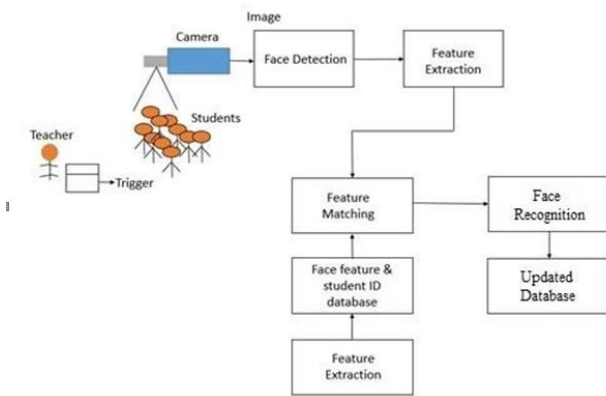 Image
Camera
Face Detection
Feature
Extraction
Students
Teacher
Trigger
Feature
Matching
Face
Recognition
Face feature &
student ID
database
Updated
Database
Feature
Extraction